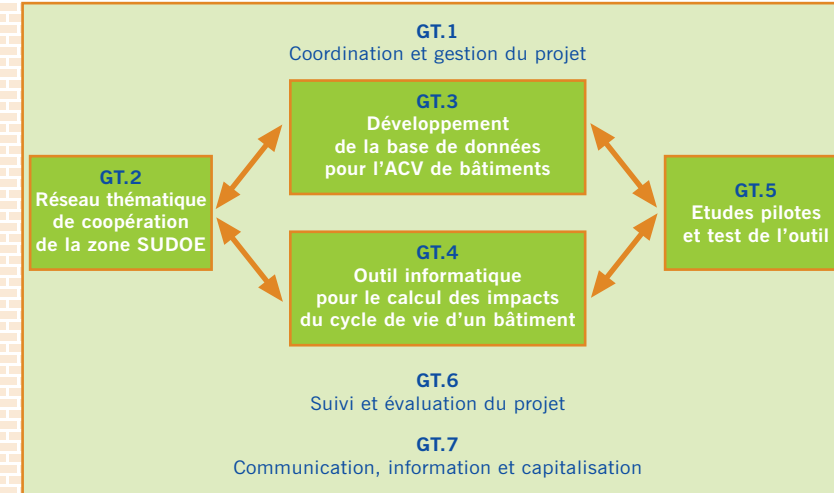 GT.1
Coordination et gestion du projet
GT.3
Développement
de la base de données
pour l'ACV de bâtiments
GT.2
Réseau thématique
de coopération
de la zone SUDOE
GT.5
Etudes pilotes
et test de l'outil
GT.4
Outil informatique
pour le calcul des impacts
du cycle de vie d'un bâtiment
GT.6
Suivi et évaluation du projet
GT.7
Communication, information et capitalisation